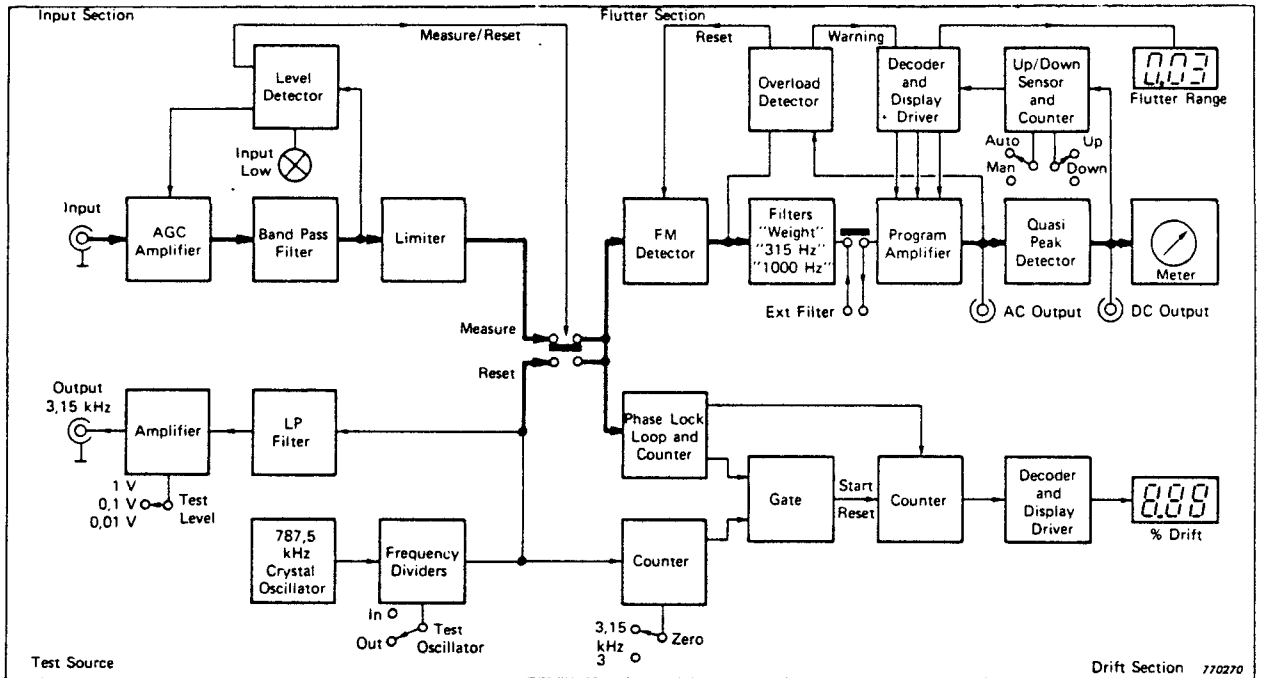 Input Section
Flutter Section
Measure/Reset
Reset
Warning
Level
Detector
Overload
Detector
Decoder
and
Display
Driver
Up/Down
Sensor
and
Counter
0.03
Flutter Range
Input
Low
Auto
Man
Up
Down
Input
AGC
Amplifier
Band Pass
Filter
Limiter
FM
Detector
Filters
"Weight"
"315 Hz"
"1000 Hz"
Program
Amplifier
Quasi
Peak
Detector
Meter
Ext Filter
AC Output
DC Output
Measure
Reset
Output
3,15 kHz
Amplifier
LP
Filter
1 V
0,1 V
0,01 V
Test
Level
Phase Lock
Loop and
Counter
Gate
Start
Reset
Counter
Decoder
and
Display
Driver
8.88
% Drift
787,5
kHz
Crystal
Oscillator
Frequency
Dividers
Counter
In
Out
Test
Oscillator
3,15
kHz
3
Zero
Test Source
Drift Section
770270